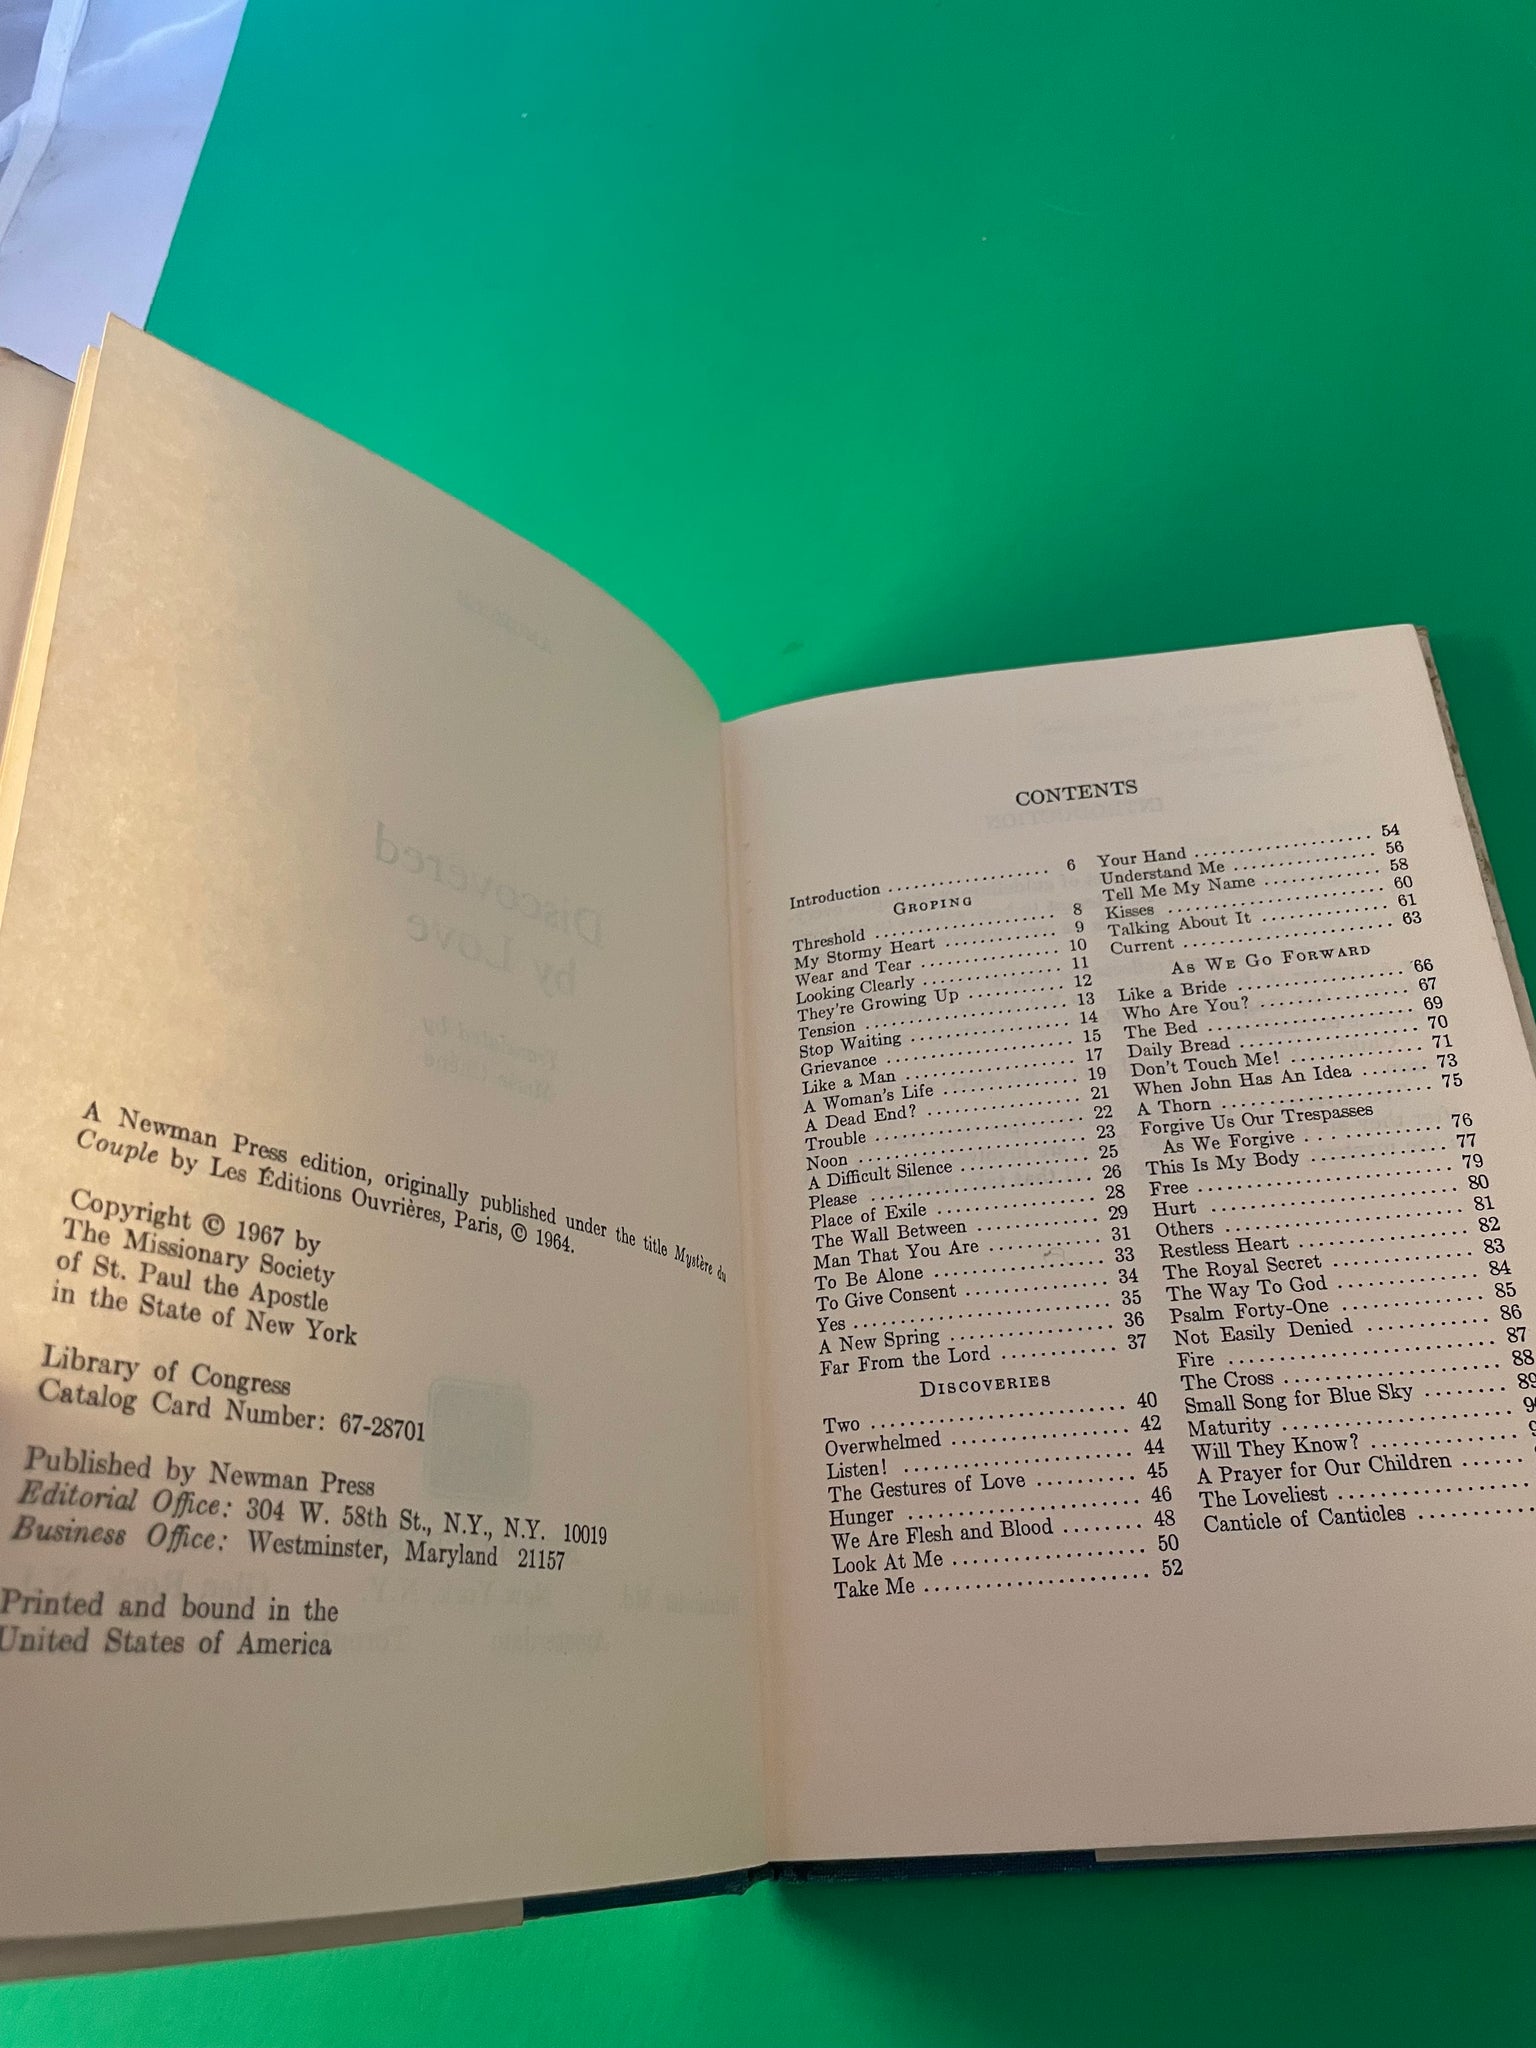 A Newman Press edition, originally published under the title Mystère du
Couple by Les Éditions Ouvrières, Paris, © 1964.
Copyright © 1967 by
The Missionary Society
of St. Paul the Apostle
in the State of New York
Library of Congress
Catalog Card Number: 67-28701
Published by Newman Press
Editorial Office: 304 W. 58th St., N.Y., N.Y. 10019
Business Office: Westminster, Maryland 21157
Printed and bound in the
United States of America
CONTENTS
Introduction .................... 6
GROPING
Threshold .................... 8
My Stormy Heart ............. 9
Wear and Tear ................ 10
Looking Clearly ................ 11
They're Growing Up .......... 12
Tension ....................... 13
Stop Waiting .................. 14
Grievance ..................... 15
Like a Man .................... 17
A Woman's Life ............... 19
A Dead End? .................. 21
Trouble ....................... 22
Noon .......................... 23
A Difficult Silence ............ 25
Please ........................ 26
Place of Exile ................. 28
The Wall Between ............. 29
Man That You Are ............ 31
To Be Alone ................... 33
To Give Consent .............. 34
Yes ............................ 35
A New Spring ................. 36
Far From the Lord ............ 37
DISCOVERIES
Two ........................... 40
Overwhelmed .................. 42
Listen! ........................ 44
The Gestures of Love .......... 45
Hunger ....................... 46
We Are Flesh and Blood ........ 48
Look At Me ................... 50
Take Me ...................... 52
Your Hand .................... 54
Understand Me ............... 56
Tell Me My Name ............. 58
Kisses ........................ 60
Talking About It .............. 61
Current ....................... 63
AS WE GO FORWARD
Like a Bride ................... 66
Who Are You? ................. 67
The Bed ....................... 69
Daily Bread ................... 70
Don't Touch Me! .............. 71
When John Has An Idea ....... 73
A Thorn ...................... 75
Forgive Us Our Trespasses
As We Forgive ............. 76
This Is My Body .............. 77
Free .......................... 79
Hurt .......................... 80
Others ........................ 81
Restless Heart ................. 82
The Royal Secret .............. 83
The Way To God .............. 84
Psalm Forty-One .............. 85
Not Easily Denied ............ 86
Fire ........................... 87
The Cross ..................... 88
Small Song for Blue Sky ........ 89
Maturity ......................
Will They Know? ..............
A Prayer for Our Children ......
The Loveliest ..................
Canticle of Canticles ...........